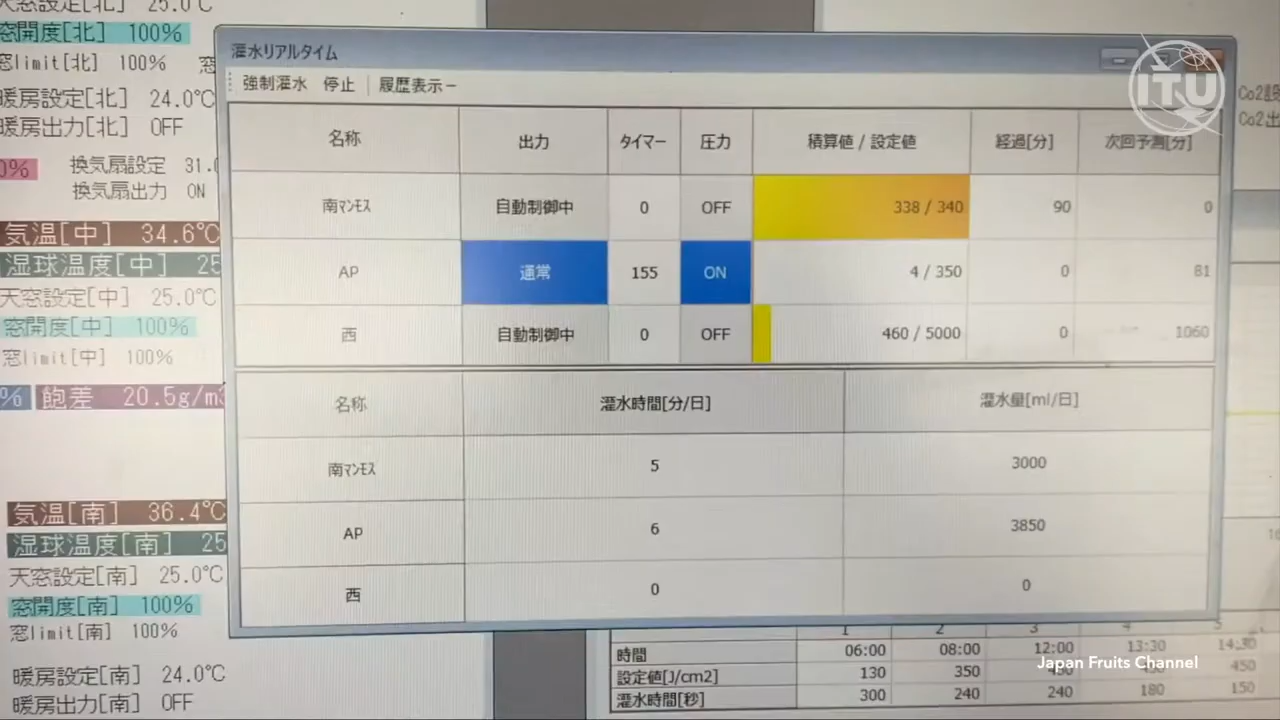 天窓設定[北] 25.0℃
窓開度[北] 100%
窓limit[北] 100% 窓
暖房設定[北] 24.0℃
暖房出力[北] OFF
0% 換気扇設定 31.0
換気扇出力 ON
気温[中] 34.6℃
湿球温度[中] 25
天窓設定[中] 25.0℃
窓開度[中] 100%
窓limit[中] 100%
% 飽差 20.5g/m3
気温[南] 36.4℃
湿球温度[南] 25
天窓設定[南] 25.0℃
窓開度[南] 100%
窓limit[南] 100%
暖房設定[南] 24.0℃
暖房出力[南] OFF
灌水リアルタイム
強制灌水 停止 履歴表示
名称 出力 タイマー 圧力 積算値 / 設定値 経過[分] 次回予測[分]
南マンモス 自動制御中 0 OFF 338 / 340 90 0
AP 通常 155 ON 4 / 350 0 81
西 自動制御中 0 OFF 460 / 5000 0 1060
名称 灌水時間[分/日] 灌水量[ml/日]
南マンモス 5 3000
AP 6 3850
西 0 0
ITU
Co2
Co2出
1 2 3 4 5
時間 06:00 08:00 12:00 13:30 14:30
設定値[J/cm2] 130 350 450 450
灌水時間[秒] 300 240 240 180 150
Japan Fruits Channel